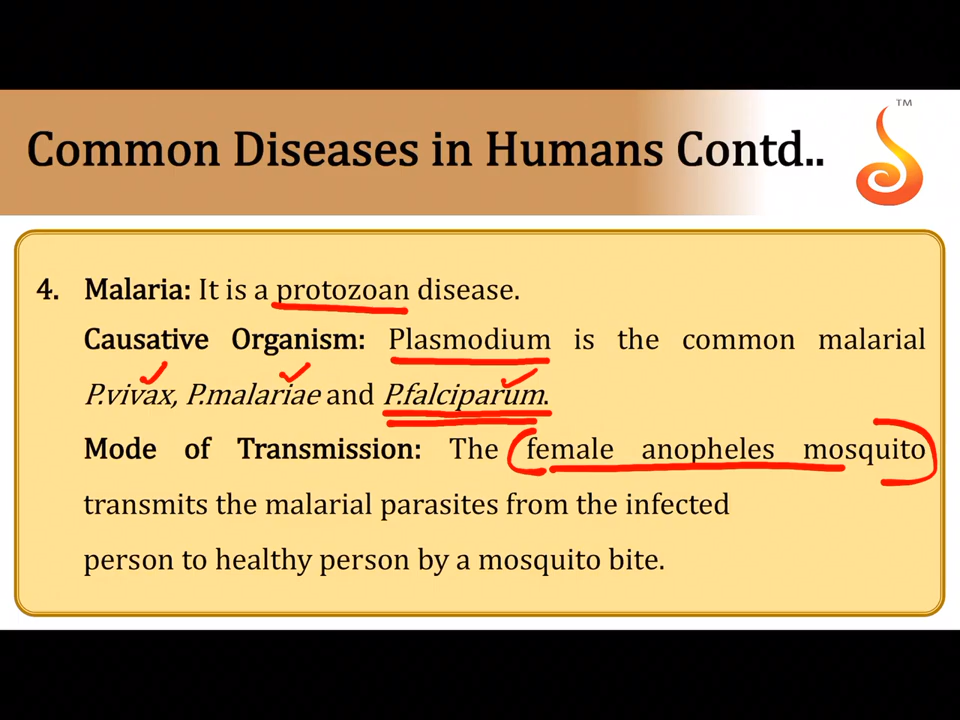 Common Diseases in Humans Contd..
TM
4. Malaria: It is a protozoan disease.
Causative Organism: Plasmodium is the common malarial
P.vivax, P.malariae and P.falciparum.
Mode of Transmission: The female anopheles mosquito
transmits the malarial parasites from the infected
person to healthy person by a mosquito bite.